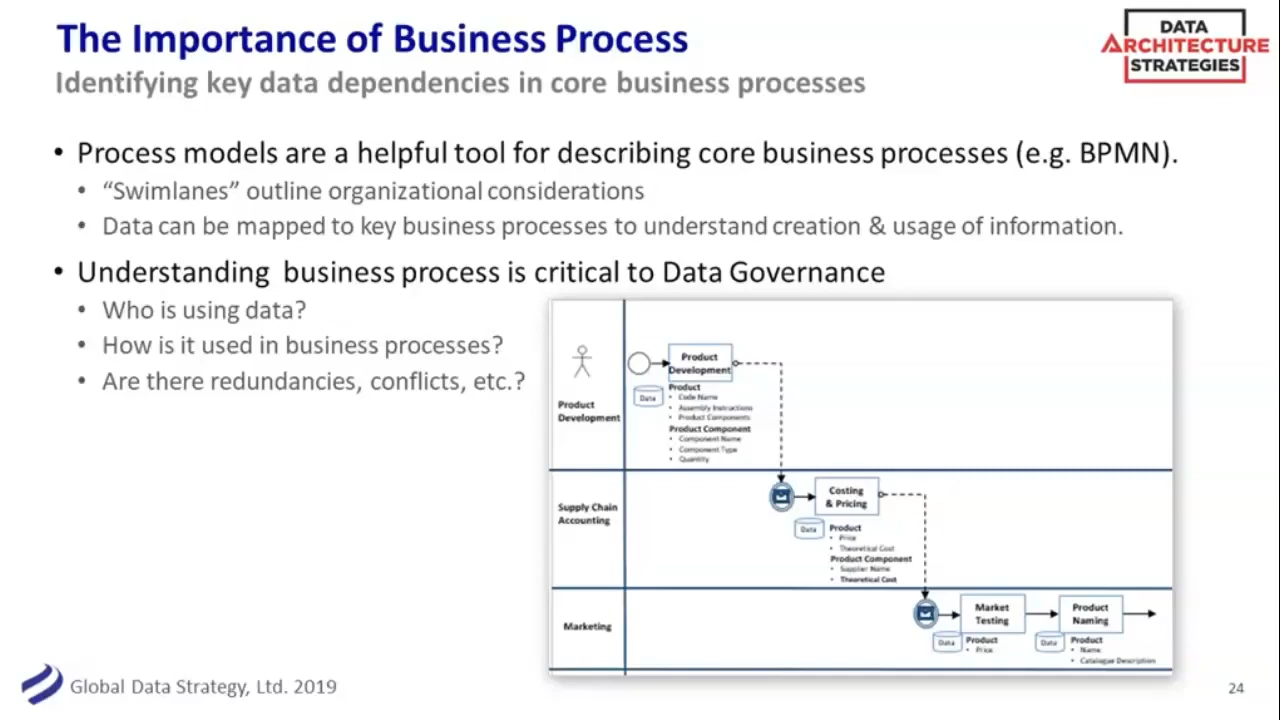 The Importance of Business Process
Identifying key data dependencies in core business processes
DATA
ARCHITECTURE
STRATEGIES
• Process models are a helpful tool for describing core business processes (e.g. BPMN).
• “Swimlanes” outline organizational considerations
• Data can be mapped to key business processes to understand creation & usage of information.
• Understanding business process is critical to Data Governance
• Who is using data?
• How is it used in business processes?
• Are there redundancies, conflicts, etc.?
Product
Development
Product
Development
Data
Product
• Code Name
• Assembly Instructions
• Product Components
Product Component
• Component Name
• Component Type
• Quantity
Supply Chain
Accounting
Costing
& Pricing
Data
Product
• Price
• Theoretical Cost
Product Component
• Supplier Name
• Theoretical Cost
Marketing
Market
Testing
Data
Product
• Price
Product
Naming
Data
Product
• Name
• Catalogue Description
Global Data Strategy, Ltd. 2019
24